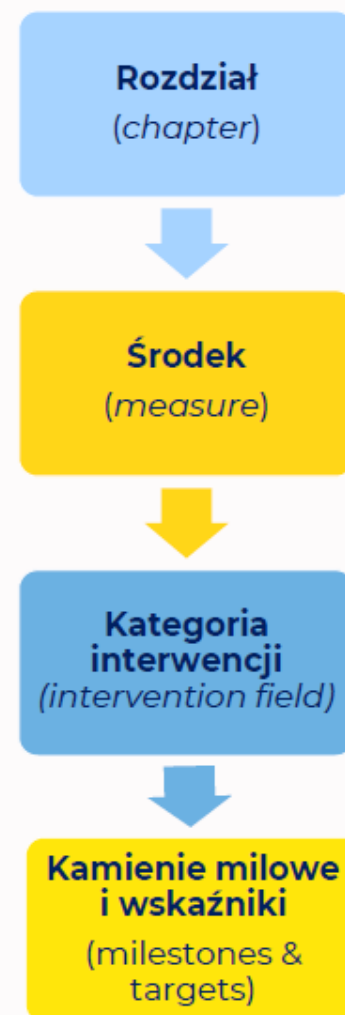 Rozdział
(chapter)
Środek
(measure)
Kategoria
interwencji
(intervention field)
Kamienie milowe
i wskaźniki
(milestones &
targets)